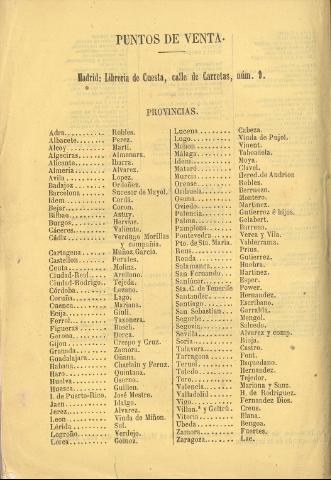 PUNTOS DE VENTA.
Madrid: Librería de Cuesta, calle de Carretas, núm. 9.
PROVINCIAS.
Adra.......... Robles.
Albacete....... Perez.
Alcoy......... Martí.
Algeciras...... Almenara.
Alicante....... Ibarra.
Almeria....... Alvarez.
Avila......... Lopez.
Badajoz....... Ordoñez.
Barcelona...... Sucesor de Mayol.
Idem......... Cerdá.
Bejar......... Coron.
Bilbao........ Astuy.
Burgos........ Hervias.
Cáceres....... Valiente.
Cádiz......... Verdugo Morillas
y compañía.
Cartagena...... Muñoz Garcia.
Castellon...... Perales.
Ceuta......... Molina.
Ciudad-Real.... Arellano.
Ciudad-Rodrigo.. Tejeda.
Córdoba....... Lozano.
Coruña........ Lago.
Cuenca........ Mariana.
Ecija......... Giuli.
Ferrol........ Taxonera.
Figueras....... Bosch.
Gerona........ Dorca.
Gijon......... Crespo y Cruz.
Granada....... Zamora.
Guadalajara.... Oñana.
Habana........ Charlain y Fernz.
Haro.......... Quintana.
Huelva........ Osorno.
Huesca........ Guillen.
I. de Puerto-Rico. José Mestre.
Jaen.......... Idalgo.
Jerez......... Alvarez.
Leon.......... Viuda de Miñon.
Lérida........ Sol.
Logroño....... Verdejo.
Lorca......... Gomez.
Lucena........ Cabeza.
Lugo.......... Viuda de Pujol.
Mahon......... Vinent.
Málaga........ Taboadela.
Idem.......... Moya.
Mataró........ Clavel.
Murcia........ Hered.de Andrion
Orense........ Robles.
Orihuela....... Berruezo.
Osuna......... Montero.
Oviedo........ Martinez.
Palencia....... Gutierrez é hijos.
Palma......... Gelabert.
Pamplona...... Barrena.
Pontevedra..... Verea y Vila.
Pto. de Sta. María. Valderrama.
Reus.......... Prius.
Ronda......... Gutierrez.
Salamanca..... Huebra.
San Fernando... Martinez.
Sanlúcar....... Esper.
Sta. C. de Tenerife Power.
Santander...... Hernandez.
Santiago....... Escribano.
San Sebastian... Garralda.
Segorbe....... Mengol.
Segovia....... Salcedo.
Sevilla........ Alvarez y comp.
Soria......... Rioja.
Talavera....... Castro.
Tarragona...... Font.
Teruel........ Baquedano.
Toledo........ Hernandez.
Toro.......... Tejedor.
Valencia....... Mariana y Sanz.
Valladolid..... H. de Rodriguez.
Vigo.......... Fernandez Dios.
Villan.ª y Geltrú. Creus.
Vitoria........ Blana.
Ubeda......... Bengoa.
Zamora........ Fuertes.
Zaragoza...... Lac.